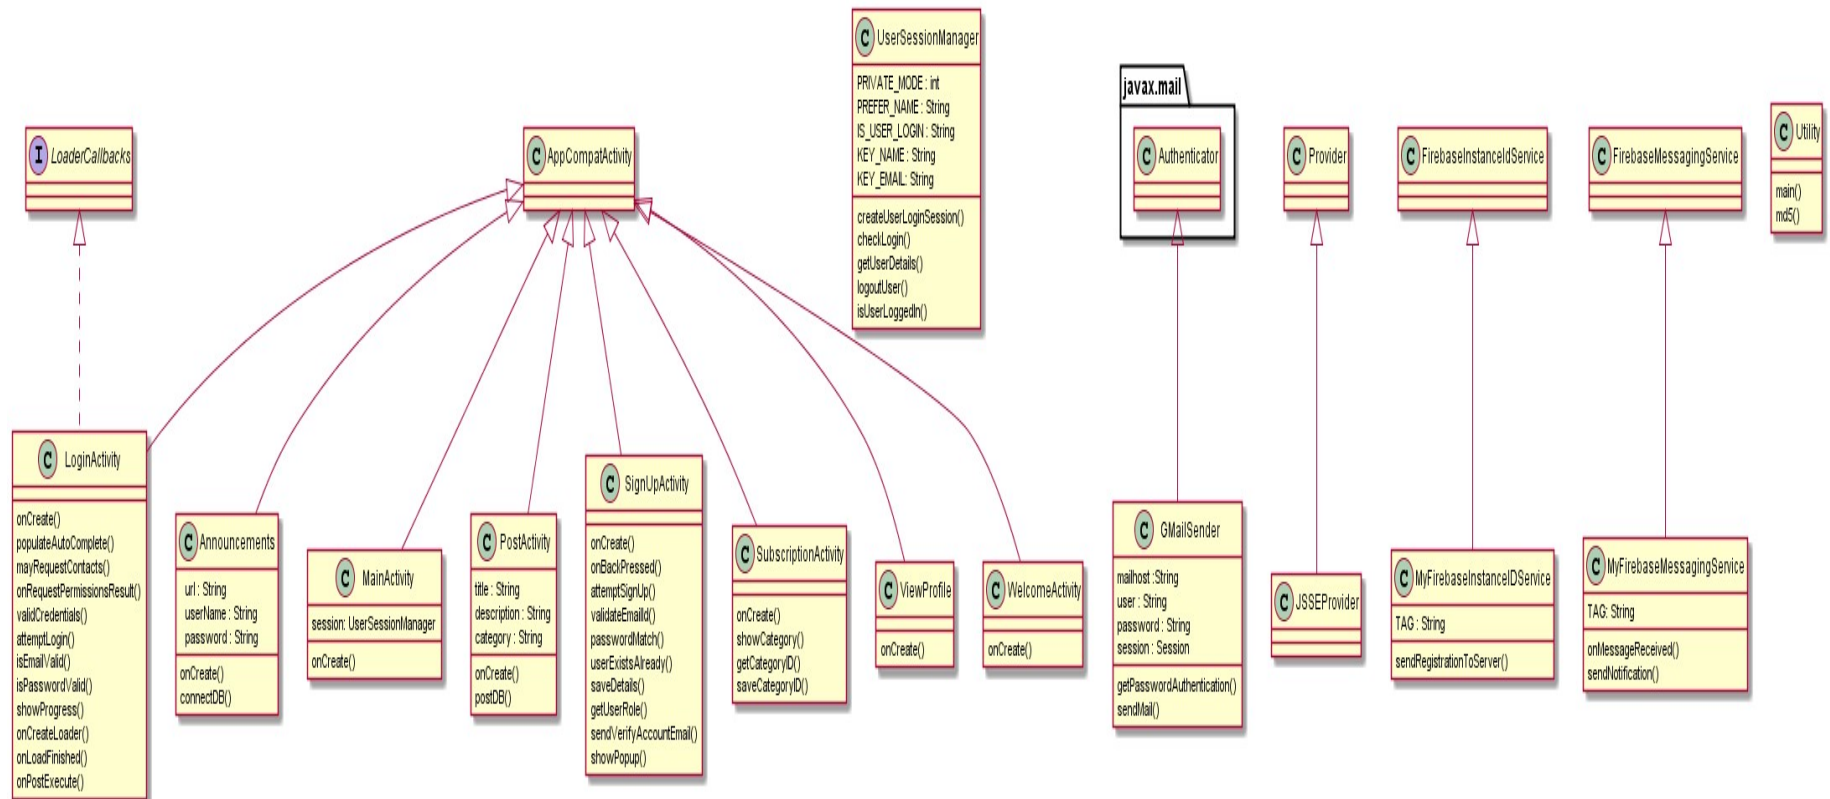 I LoaderCallbacks
C AppCompatActivity
C UserSessionManager
PRIVATE_MODE : int
PREFER_NAME : String
IS_USER_LOGIN : String
KEY_NAME : String
KEY_EMAIL: String
createUserLoginSession()
checkLogin()
getUserDetails()
logoutUser()
isUserLoggedIn()
javax.mail
C Authenticator
C Provider
C FirebaseInstanceIdService
C FirebaseMessagingService
C Utility
main()
md5()
C LoginActivity
onCreate()
populateAutoComplete()
mayRequestContacts()
onRequestPermissionsResult()
validCredentials()
attemptLogin()
isEmailValid()
isPasswordValid()
showProgress()
onCreateLoader()
onLoadFinished()
onPostExecute()
C Announcements
url : String
userName : String
password : String
onCreate()
connectDB()
C MainActivity
session: UserSessionManager
onCreate()
C PostActivity
title : String
description : String
category : String
onCreate()
postDB()
C SignUpActivity
onCreate()
onBackPressed()
attemptSignUp()
validateEmailId()
passwordMatch()
userExistsAlready()
saveDetails()
getUserRole()
sendVerifyAccountEmail()
showPopup()
C SubscriptionActivity
onCreate()
showCategory()
getCategoryID()
saveCategoryID()
C ViewProfile
onCreate()
C WelcomeActivity
onCreate()
C GMailSender
mailhost :String
user : String
password : String
session : Session
getPasswordAuthentication()
sendMail()
C JSSEProvider
C MyFirebaseInstanceIDService
TAG : String
sendRegistrationToServer()
C MyFirebaseMessagingService
TAG: String
onMessageReceived()
sendNotification()